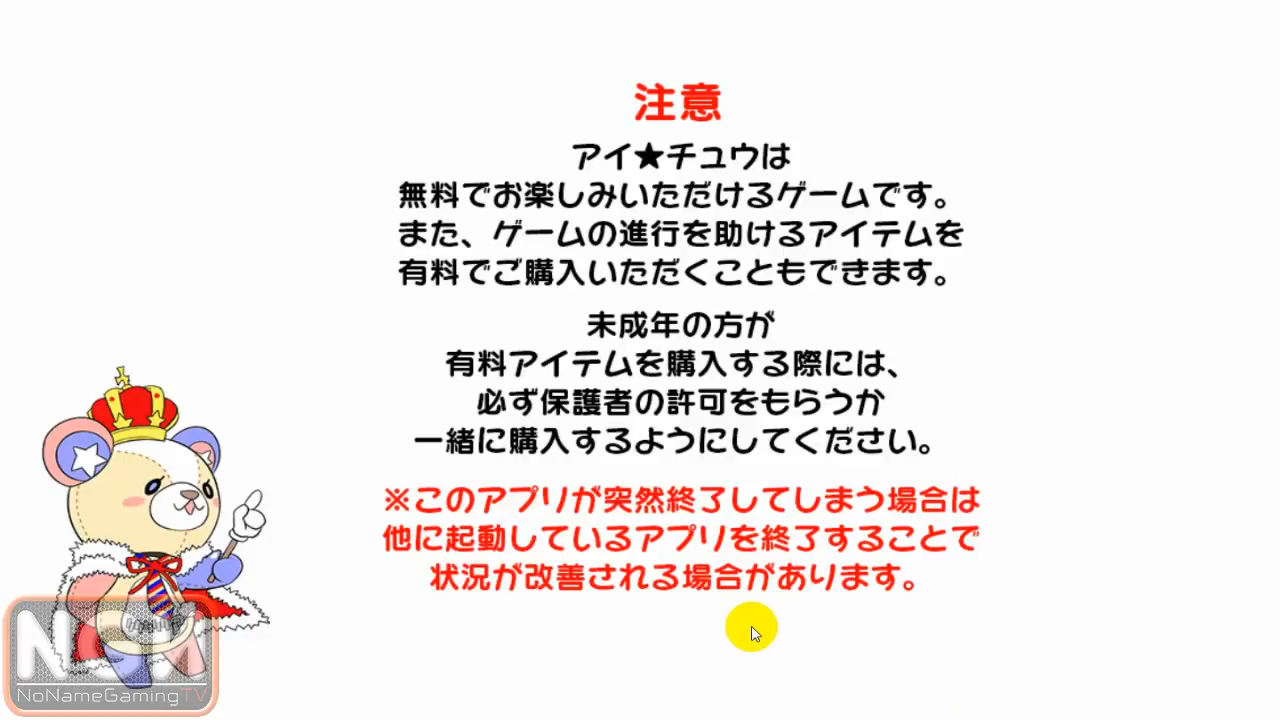 注意
アイ★チュウは
無料でお楽しみいただけるゲームです。
また、ゲームの進行を助けるアイテムを
有料でご購入いただくこともできます。
未成年の方が
有料アイテムを購入する際には、
必ず保護者の許可をもらうか
一緒に購入するようにしてください。
※このアプリが突然終了してしまう場合は
他に起動しているアプリを終了することで
状況が改善される場合があります。
NGN
NoNameGamingTV